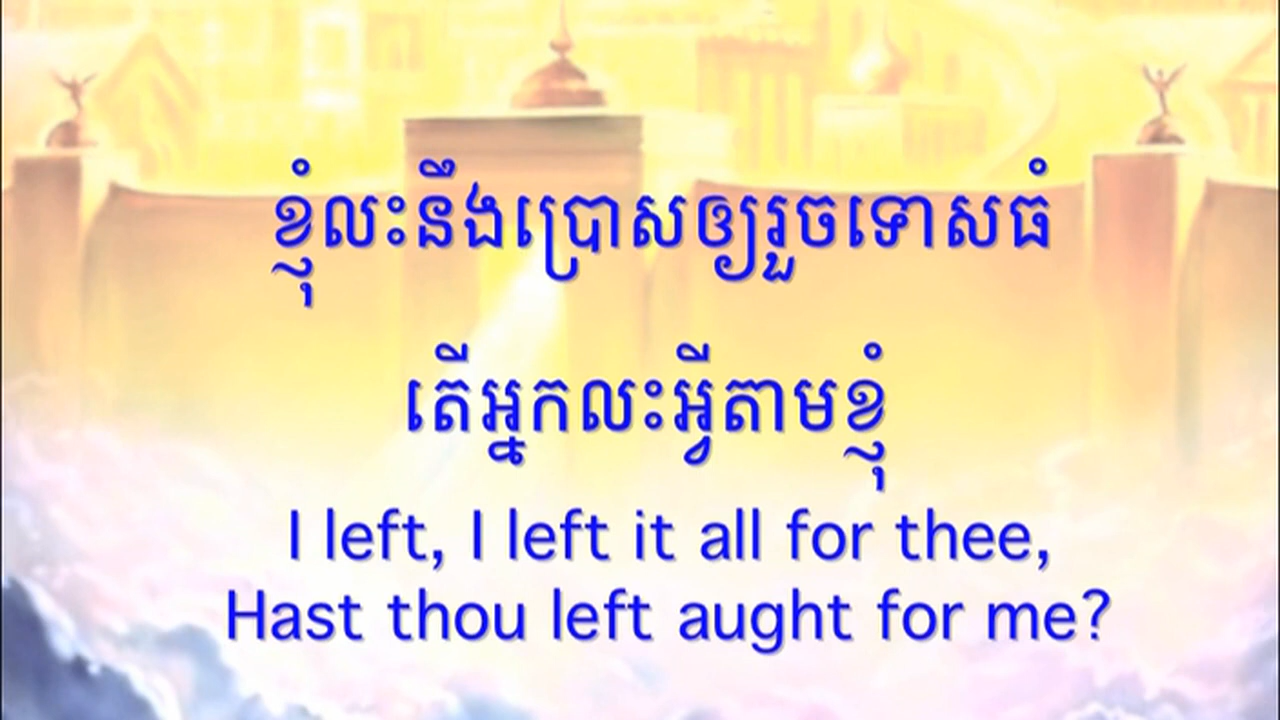 ខ្ញុំលះនឹងប្រោសឲ្យរួចទោសធំ
តើអ្នកលះអ្វីតាមខ្ញុំ
I left, I left it all for thee,
Hast thou left aught for me?